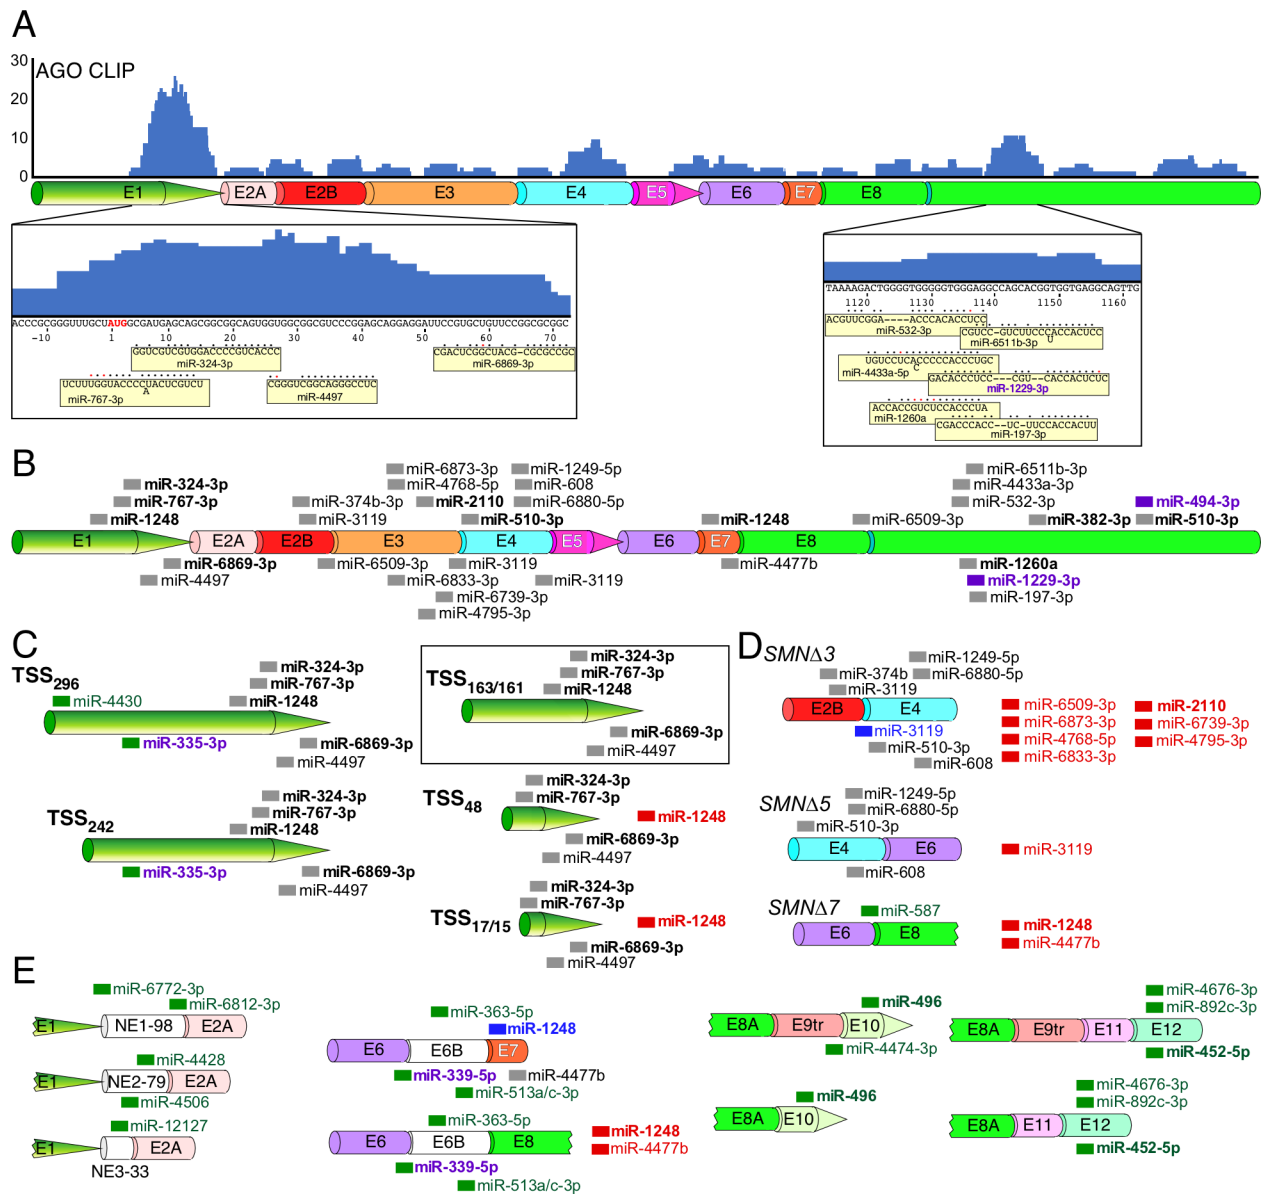 A
AGO CLIP
30
20
10
0
E1 E2A E2B E3 E4 E5 E6 E7 E8
ACCCGCGGGUUUGCUAUGGCGAUGAGCAGCGGCGGCAGUGGUGGCGGCGUCCCGGAGCAGGAGGAUUCCGUGCUGUUCCGGCGCGGC
−10 1 10 20 30 40 50 60 70
GGUCGUCGUGGACCCCGUCACCC
miR-324-3p
CGACUCGGCUACG-CGCGCCGC
miR-6869-3p
UCUUUGGUACCCCUACUCGUCU
A
miR-767-3p
CGGGUCGGCAGGGCCUC
miR-4497
TAAAAGACTGGGGTGGGGGTGGGAGGCCAGCACGGTGGTGAGGCAGTTG
1120 1130 1140 1150 1160
ACGUUCGGA----ACCCACACCUCC
miR-532-3p
CGUCC-GUCUUCCCACCACUCC
U
miR-6511b-3p
UGUCCUCACCCCCACCCUGC
C
miR-4433a-5p
GACACCCUCC---CGU--CACCACUCUC
miR-1229-3p
ACCACCGUCUCCACCCUA
miR-1260a
CGACCCACC--UC-UUCCACCACUU
miR-197-3p
B
miR-324-3p
miR-767-3p
miR-1248
miR-374b-3p
miR-3119
miR-6873-3p
miR-4768-5p
miR-2110
miR-510-3p
miR-1249-5p
miR-608
miR-6880-5p
miR-1248
miR-6509-3p
miR-6511b-3p
miR-4433a-3p
miR-532-3p
miR-382-3p
miR-494-3p
miR-510-3p
E1 E2A E2B E3 E4 E5 E6 E7 E8
miR-6869-3p
miR-4497
miR-6509-3p
miR-6833-3p
miR-6739-3p
miR-4795-3p
miR-3119
miR-3119
miR-4477b
miR-1260a
miR-1229-3p
miR-197-3p
C
TSS296
miR-4430
miR-324-3p
miR-767-3p
miR-1248
miR-335-3p
miR-6869-3p
miR-4497
TSS242
miR-324-3p
miR-767-3p
miR-1248
miR-335-3p
miR-6869-3p
miR-4497
TSS163/161
miR-324-3p
miR-767-3p
miR-1248
miR-6869-3p
miR-4497
TSS48
miR-324-3p
miR-767-3p
miR-1248
miR-6869-3p
miR-4497
TSS17/15
miR-324-3p
miR-767-3p
miR-1248
miR-6869-3p
miR-4497
D
SMNΔ3
miR-1249-5p
miR-374b
miR-6880-5p
miR-3119
E2B E4
miR-3119
miR-510-3p
miR-608
miR-6509-3p
miR-6873-3p
miR-4768-5p
miR-6833-3p
miR-2110
miR-6739-3p
miR-4795-3p
SMNΔ5
miR-1249-5p
miR-6880-5p
miR-510-3p
E4 E6
miR-608
miR-3119
SMNΔ7
miR-587
E6 E8
miR-1248
miR-4477b
E
miR-6772-3p
miR-6812-3p
E1 NE1-98 E2A
miR-4428
E1 NE2-79 E2A
miR-4506
miR-12127
E1 E2A
NE3-33
miR-363-5p
miR-1248
E6 E6B E7
miR-339-5p
miR-4477b
miR-513a/c-3p
miR-363-5p
E6 E6B E8
miR-1248
miR-4477b
miR-339-5p
miR-513a/c-3p
miR-496
E8A E9tr E10
miR-4474-3p
miR-496
E8A E10
miR-4676-3p
miR-892c-3p
E8A E9tr E11 E12
miR-452-5p
miR-4676-3p
miR-892c-3p
E8A E11 E12
miR-452-5p